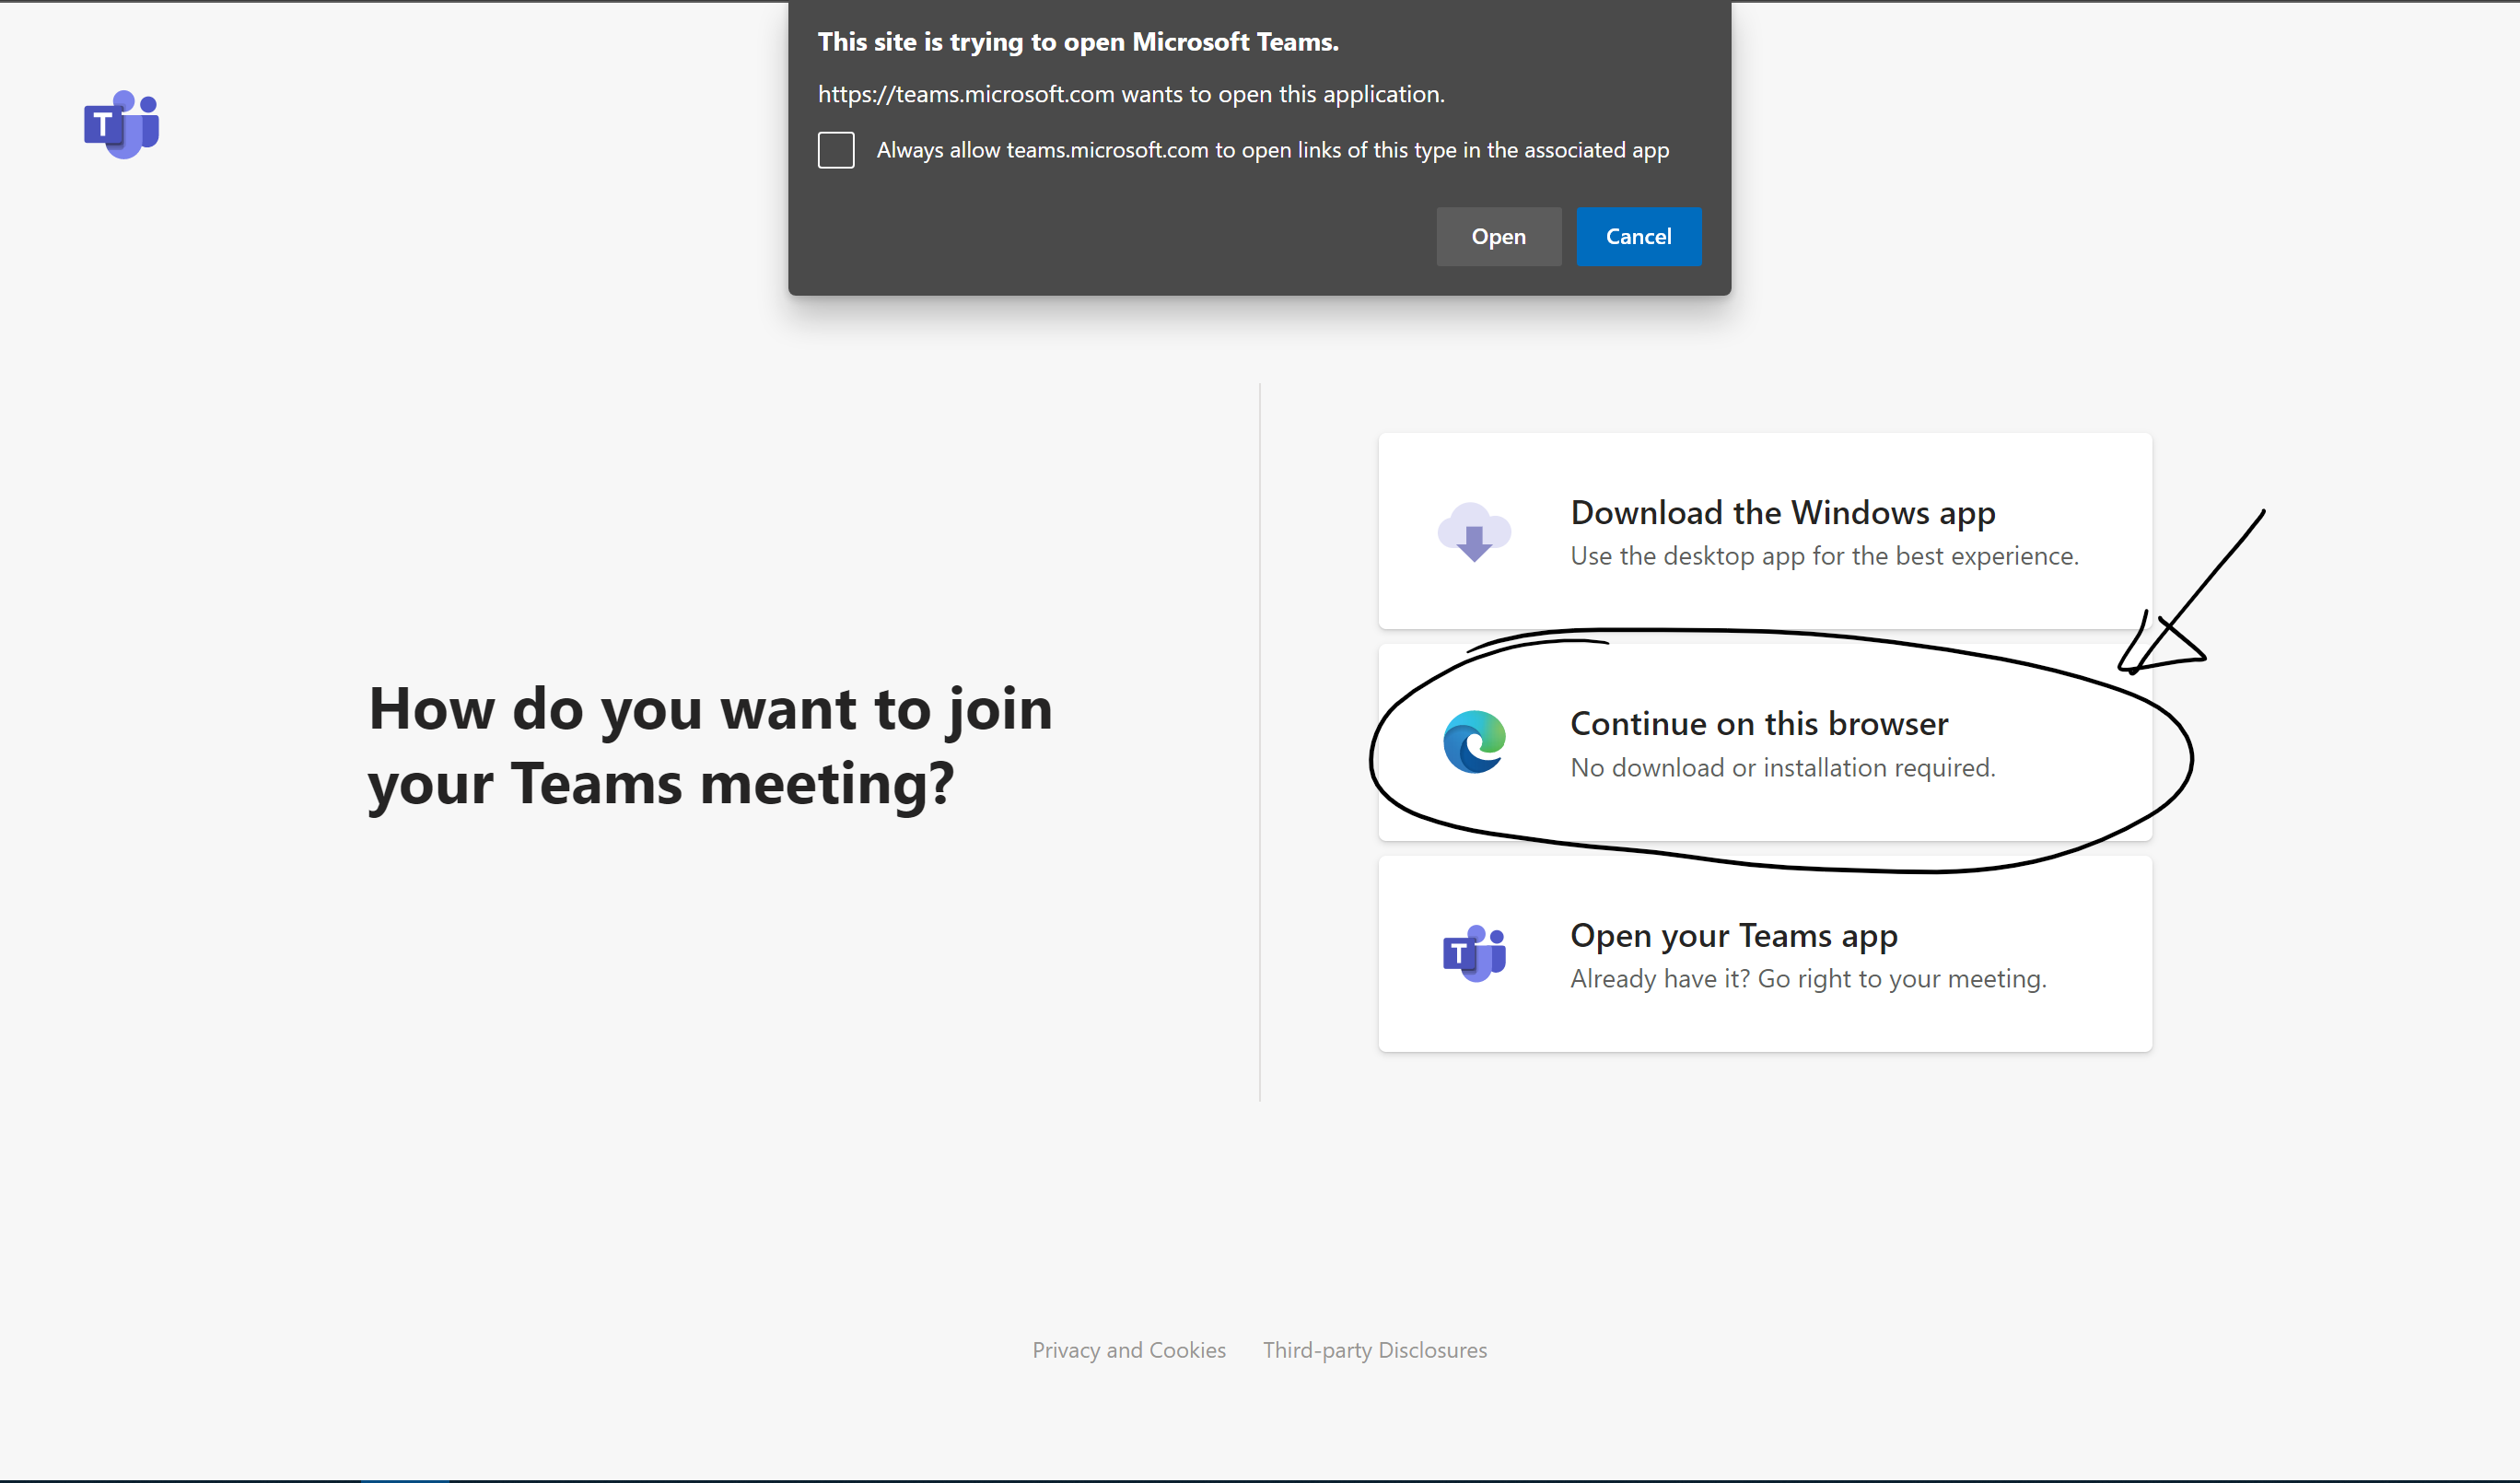 This site is trying to open Microsoft Teams.
https://teams.microsoft.com wants to open this application.
Always allow teams.microsoft.com to open links of this type in the associated app
Open
Cancel
T
How do you want to join
your Teams meeting?
Download the Windows app
Use the desktop app for the best experience.
Continue on this browser
No download or installation required.
T
Open your Teams app
Already have it? Go right to your meeting.
Privacy and Cookies
Third-party Disclosures